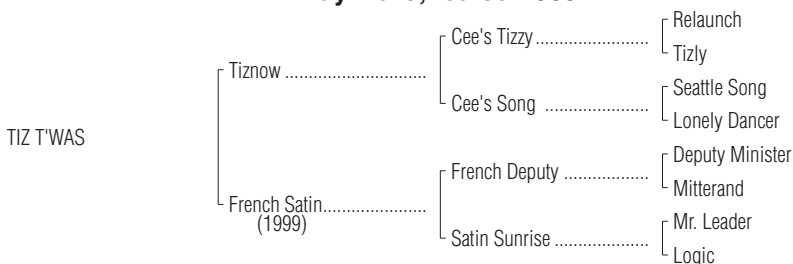 Relaunch
Cee's Tizzy
Tizly
Tiznow
Seattle Song
Cee's Song
Lonely Dancer
TIZ T'WAS
Deputy Minister
French Deputy
Mitterand
French Satin
(1999)
Mr. Leader
Satin Sunrise
Logic